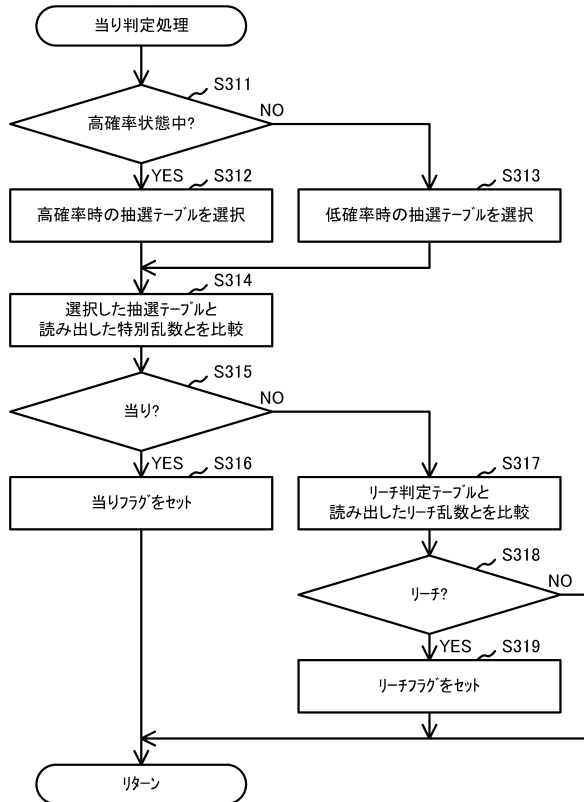 当り判定処理
S311
高確率状態中?
NO
YES
S312
高確率時の抽選テーブルを選択
S313
低確率時の抽選テーブルを選択
S314
選択した抽選テーブルと
読み出した特別乱数とを比較
S315
当り?
NO
YES
S316
当りフラグをセット
S317
リーチ判定テーブルと
読み出したリーチ乱数とを比較
S318
リーチ?
NO
YES
S319
リーチフラグをセット
リターン